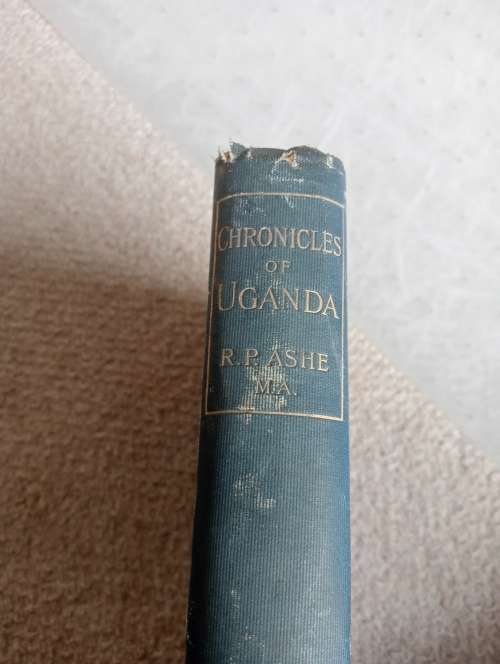 CHRONICLES
OF
UGANDA
R.P. ASHE
M.A.